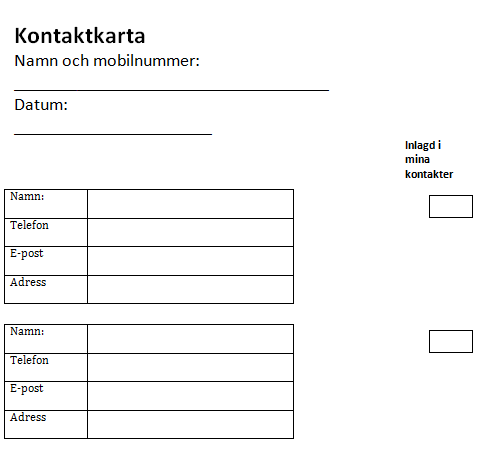 Kontaktkarta
Namn och mobilnummer:
Datum:
Inlagd i
mina
kontakter
Namn:
Telefon
E-post
Adress
Namn:
Telefon
E-post
Adress